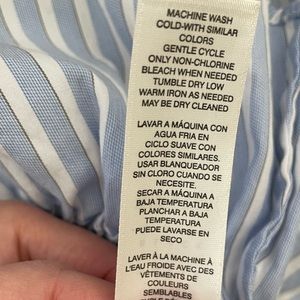 MACHINE WASH
COLD-WITH SIMILAR
COLORS
GENTLE CYCLE
ONLY NON-CHLORINE
BLEACH WHEN NEEDED
TUMBLE DRY LOW
WARM IRON AS NEEDED
MAY BE DRY CLEANED
LAVAR A MÁQUINA CON
AGUA FRIA EN
CICLO SUAVE CON
COLORES SIMILARES.
USAR BLANQUEADOR
SIN CLORO CUANDO SE
NECESITE.
SECAR A MÁQUINA A
BAJA TEMPERATURA
PLANCHAR A BAJA
TEMPERATURA
PUEDE LAVARSE EN
SECO
LAVER À LA MACHINE À
L'EAU FROIDE AVEC DES
VÊTEMENTS DE
COULEURS
SEMBLABLES